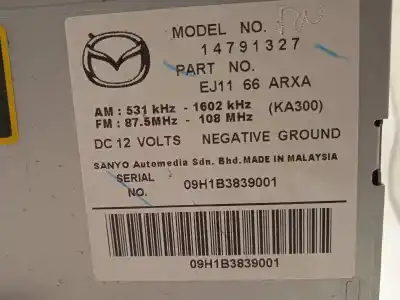 MODEL NO.
14791327
PART NO.
EJ11 66 ARXA
AM : 531 kHz - 1602 kHz (KA300)
FM : 87.5MHz - 108 MHz
DC 12 VOLTS NEGATIVE GROUND
SANYO Automedia Sdn. Bhd. MADE IN MALAYSIA
SERIAL NO. 09H1B3839001
09H1B3839001